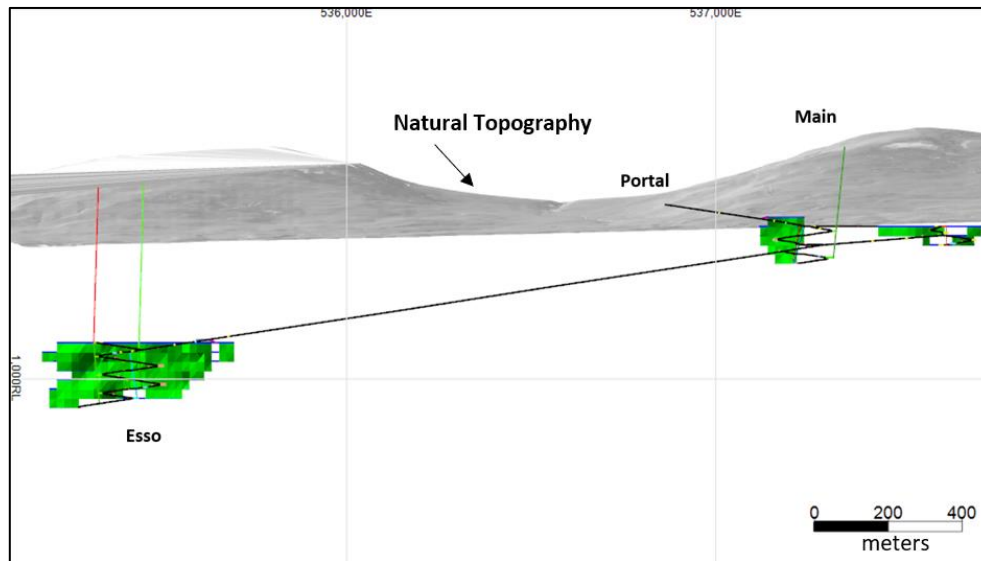 536,000E
537,000E
Main
Natural Topography
Portal
1,000RL
Esso
0 200 400
meters